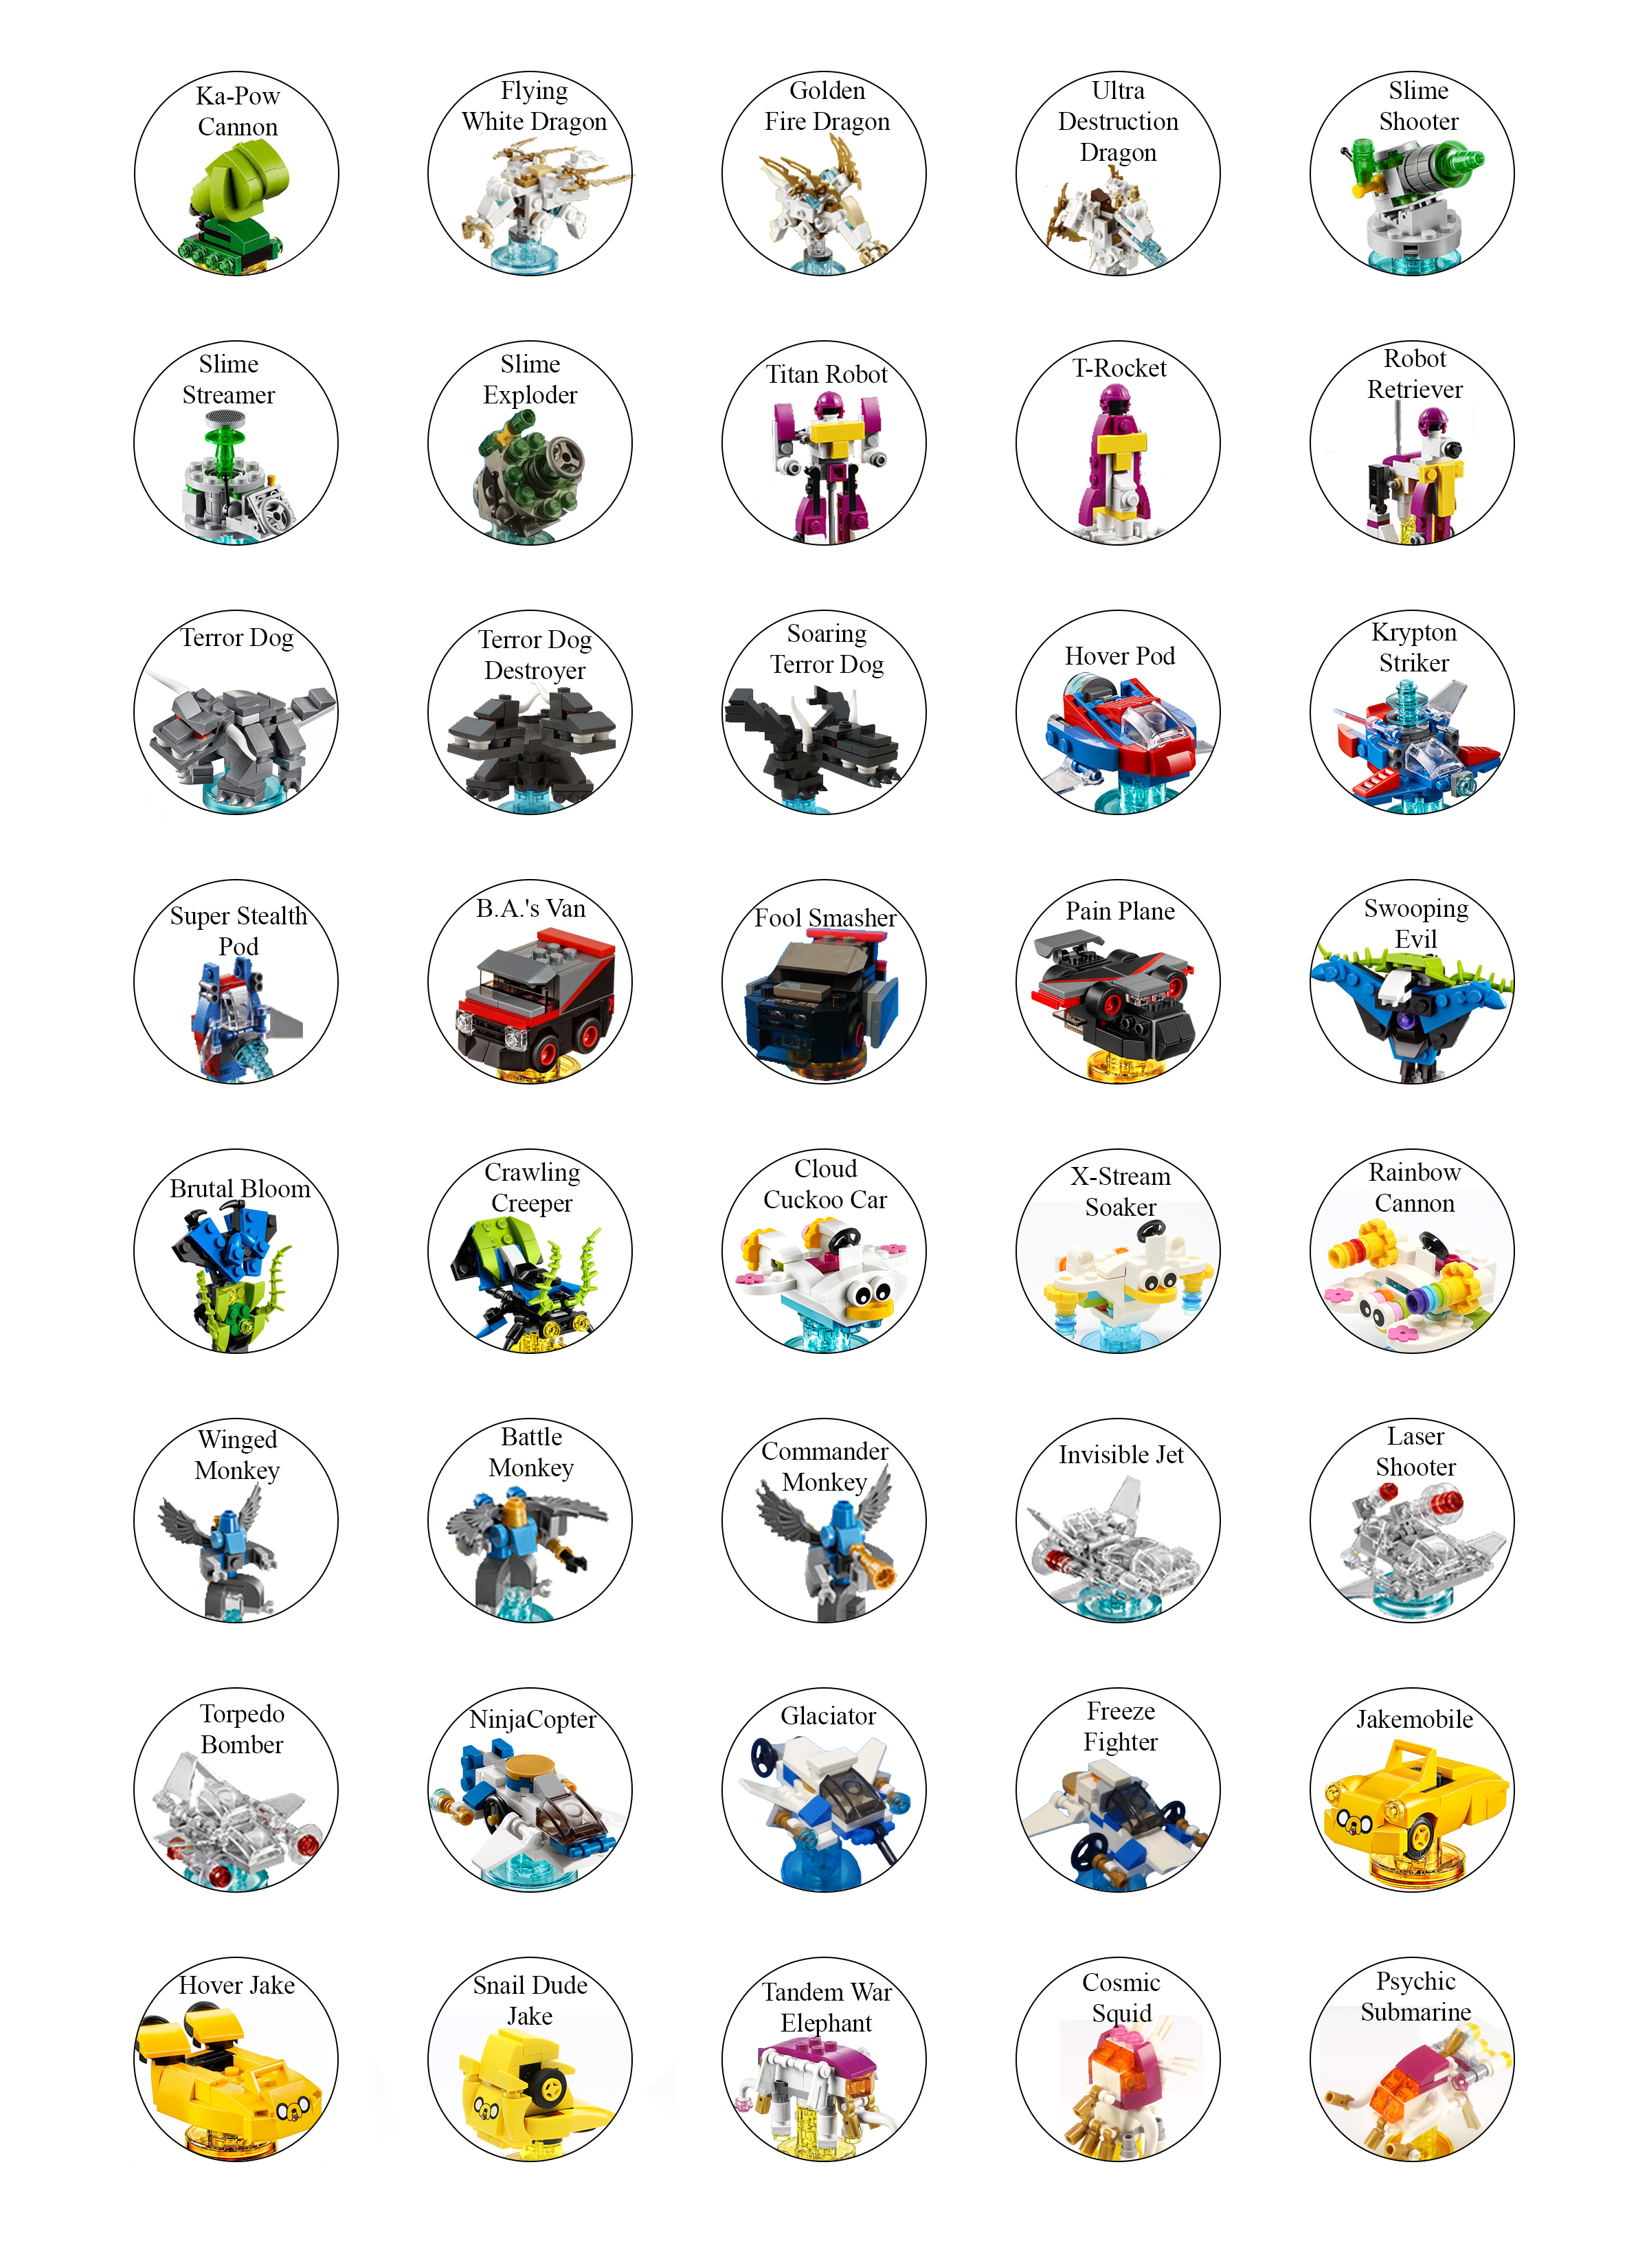 Ka-Pow
Cannon
Flying
White Dragon
Golden
Fire Dragon
Ultra
Destruction
Dragon
Slime
Shooter
Slime
Streamer
Slime
Exploder
Titan Robot
T-Rocket
Robot
Retriever
Terror Dog
Terror Dog
Destroyer
Soaring
Terror Dog
Hover Pod
Krypton
Striker
Super Stealth
Pod
B.A.'s Van
Fool Smasher
Pain Plane
Swooping
Evil
Brutal Bloom
Crawling
Creeper
Cloud
Cuckoo Car
X-Stream
Soaker
Rainbow
Cannon
Winged
Monkey
Battle
Monkey
Commander
Monkey
Invisible Jet
Laser
Shooter
Torpedo
Bomber
NinjaCopter
Glaciator
Freeze
Fighter
Jakemobile
Hover Jake
Snail Dude
Jake
Tandem War
Elephant
Cosmic
Squid
Psychic
Submarine